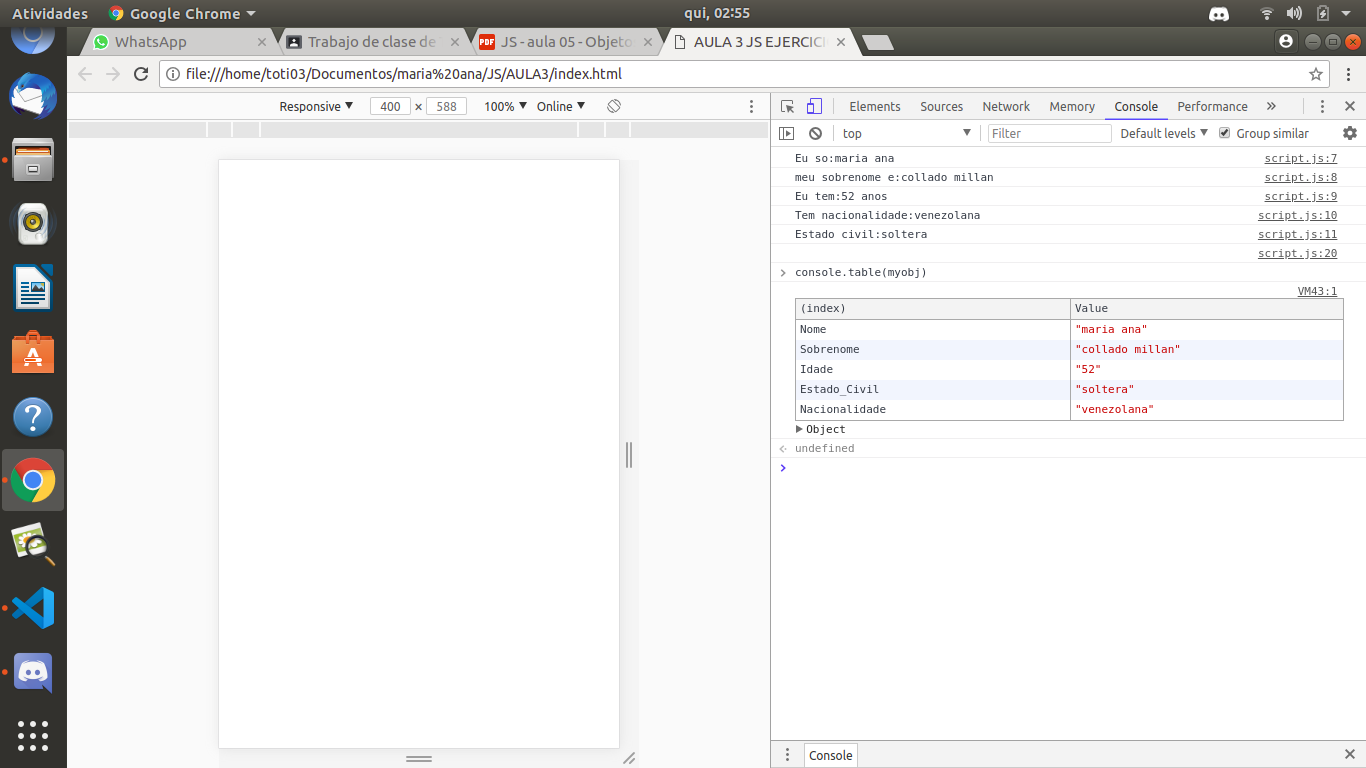 Atividades Google Chrome qui, 02:55
WhatsApp Trabajo de clase de JS - aula 05 - Objeto AULA 3 JS EJERCICI
file:///home/toti03/Documentos/maria%20ana/JS/AULA3/index.html
Responsive 400 × 588 100% Online
Elements Sources Network Memory Console Performance »
top Filter Default levels Group similar
Eu so:maria ana script.js:7
meu sobrenome e:collado millan script.js:8
Eu tem:52 anos script.js:9
Tem nacionalidade:venezolana script.js:10
Estado civil:soltera script.js:11
script.js:20
console.table(myobj)
VM43:1
(index) Value
Nome "maria ana"
Sobrenome "collado millan"
Idade "52"
Estado_Civil "soltera"
Nacionalidade "venezolana"
Object
undefined
Console